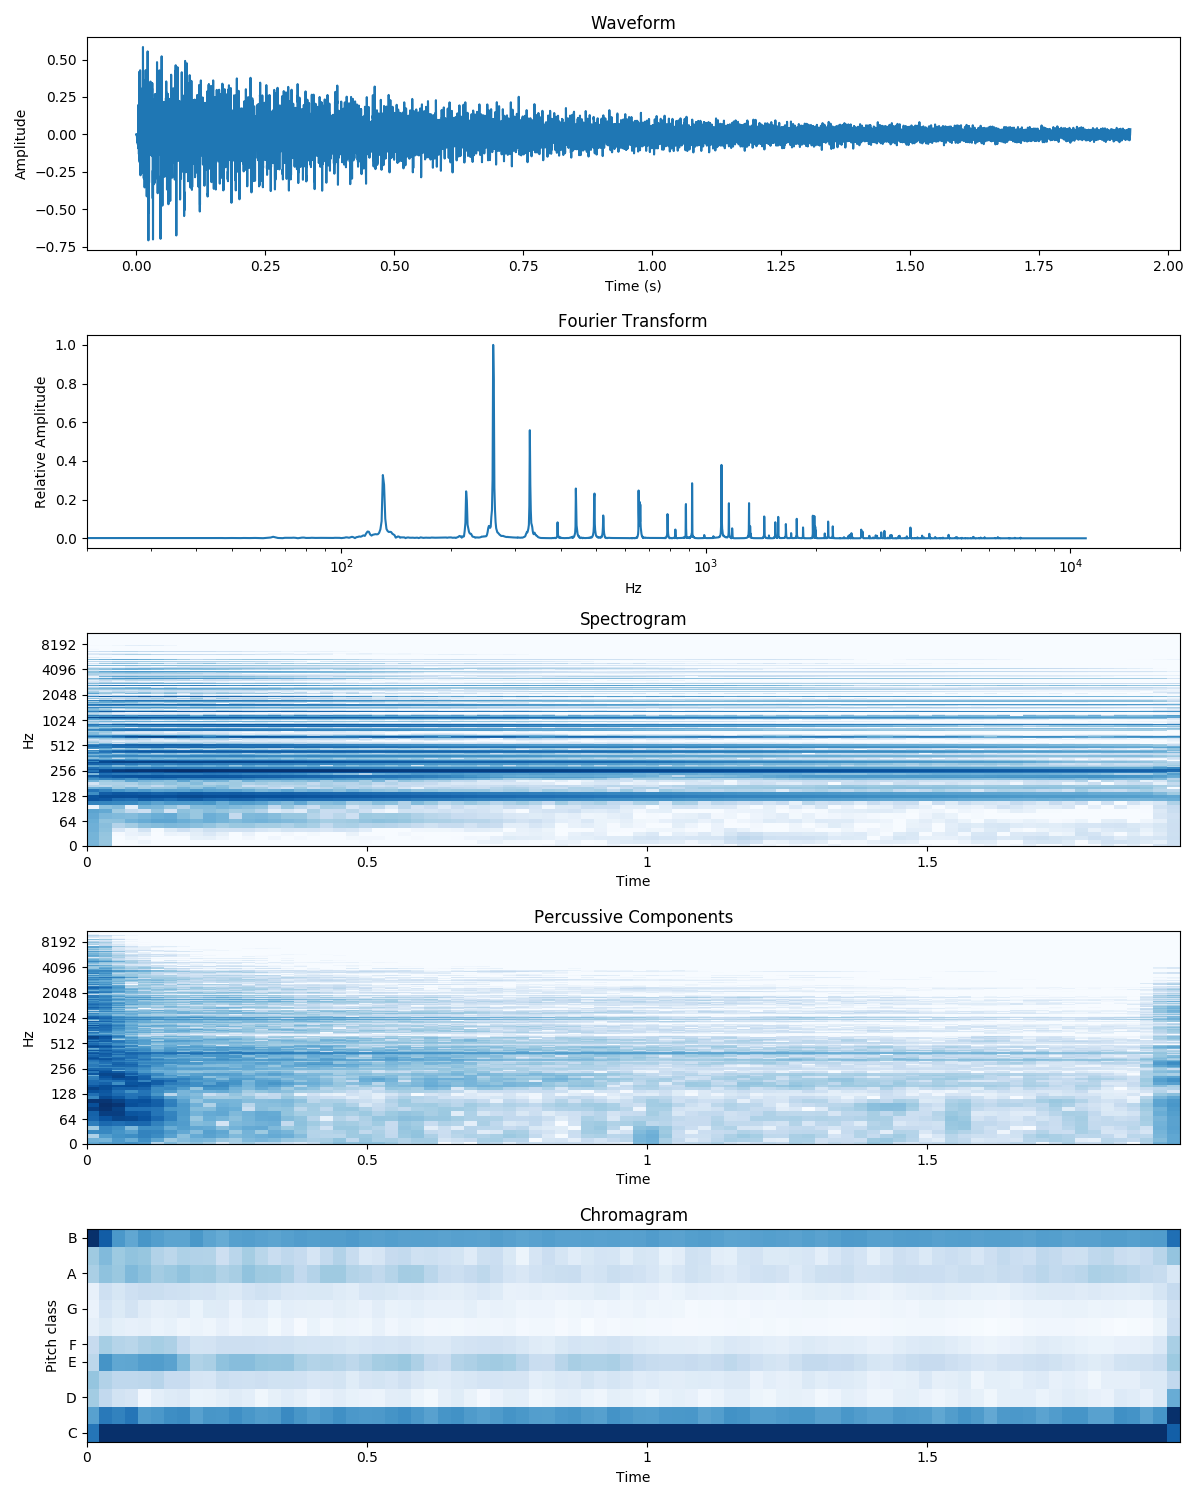 Waveform
Amplitude
0.50
0.25
0.00
−0.25
−0.50
−0.75
0.00 0.25 0.50 0.75 1.00 1.25 1.50 1.75 2.00
Time (s)
Fourier Transform
Relative Amplitude
1.0
0.8
0.6
0.4
0.2
0.0
10² 10³ 10⁴
Hz
Spectrogram
Hz
8192
4096
2048
1024
512
256
128
64
0
0 0.5 1 1.5
Time
Percussive Components
Hz
8192
4096
2048
1024
512
256
128
64
0
0 0.5 1 1.5
Time
Chromagram
Pitch class
B
A
G
F
E
D
C
0 0.5 1 1.5
Time